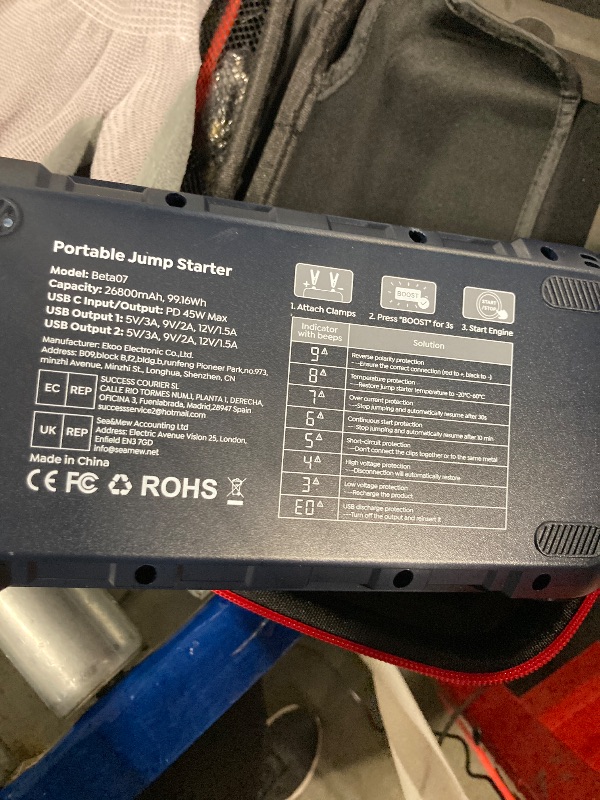 Portable Jump Starter
Model: Beta07
Capacity: 26800mAh, 99.16Wh
USB C Input/Output: PD 45W Max
USB Output 1: 5V/3A, 9V/2A, 12V/1.5A
USB Output 2: 5V/3A, 9V/2A, 12V/1.5A
Manufacturer: Ekoo Electronic Co.,Ltd.
Address: B09,block B,f2,bldg.b,runfeng Pioneer Park,no.973,
minzhi Avenue, Minzhi St., Longhua, Shenzhen, CN
EC REP
SUCCESS COURIER SL
CALLE RIO TORMES NUM.1, PLANTA 1, DERECHA,
OFICINA 3, Fuenlabrada, Madrid,28947 Spain
successservice2@hotmail.com
UK REP
Sea&Mew Accounting Ltd
Address: Electric Avenue Vision 25, London,
Enfield EN3 7GD
info@seamew.net
Made in China
CE FC ROHS
BOOST
START
1. Attach Clamps
2. Press "BOOST" for 3s
3. Start Engine
Indicator
with beeps
Solution
9
Reverse polarity protection
—Ensure the correct connection (red to +, black to -)
8
Temperature protection
—Restore jump starter temperature to -20°C-60°C
7
Over current protection
—Stop jumping and automatically resume after 30s
6
Continuous start protection
—Stop jumping and automatically resume after 10 min
5
Short-circuit protection
—Don't connect the clips together or to the same metal
4
High voltage protection
—Disconnection will automatically restore
3
Low voltage protection
—Recharge the product
E0
USB discharge protection
—Turn off the output and reinsert it